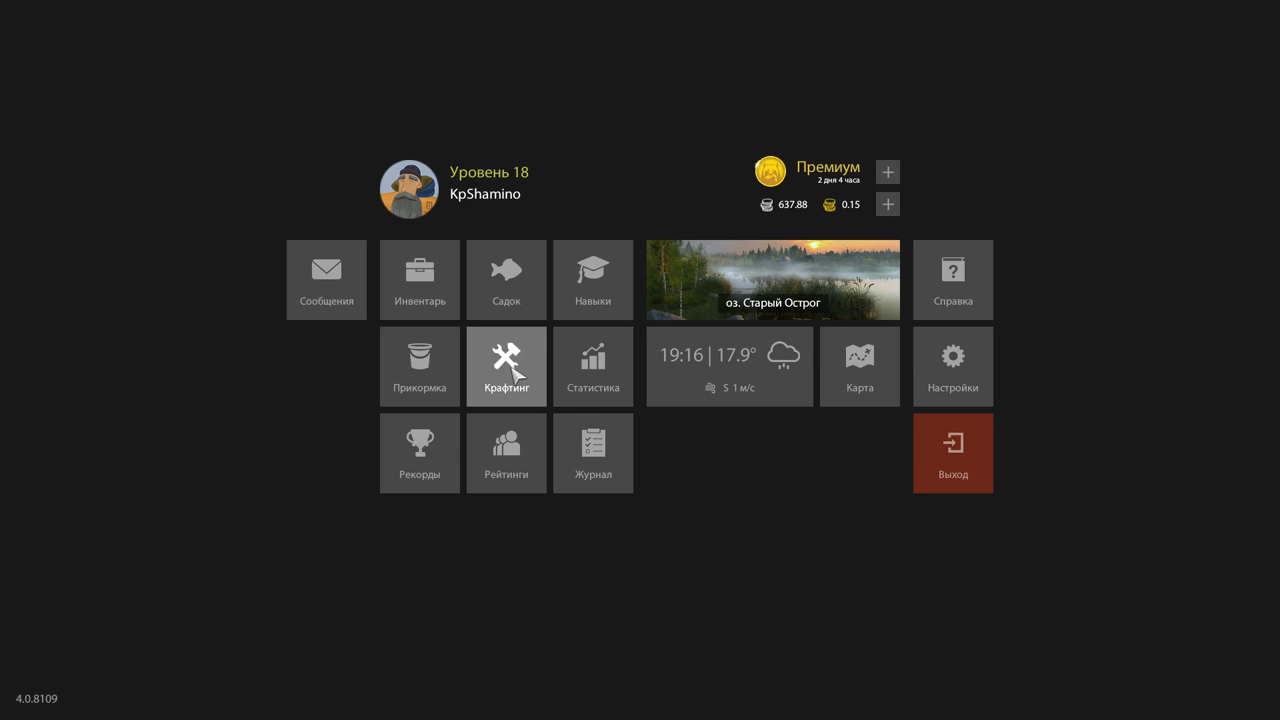 Уровень 18
KpShamino
Премиум
2 дня 4 часа
637.88 0.15
Сообщения
Инвентарь
Садок
Навыки
оз. Старый Острог
Справка
Прикормка
Крафтинг
Статистика
19:16 | 17.9°
S 1 м/с
Карта
Настройки
Рекорды
Рейтинги
Журнал
Выход
4.0.8109